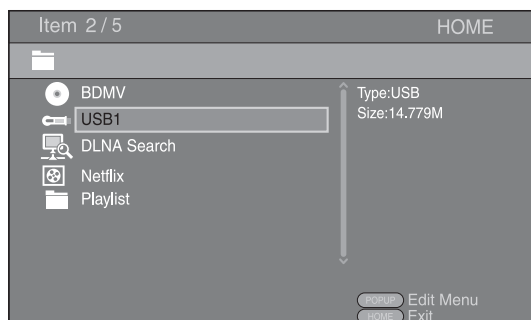 Item 2/5
HOME
BDMV
USB1
DLNA Search
Netflix
Playlist
Type:USB
Size:14.779M
POPUP Edit Menu
HOME Exit